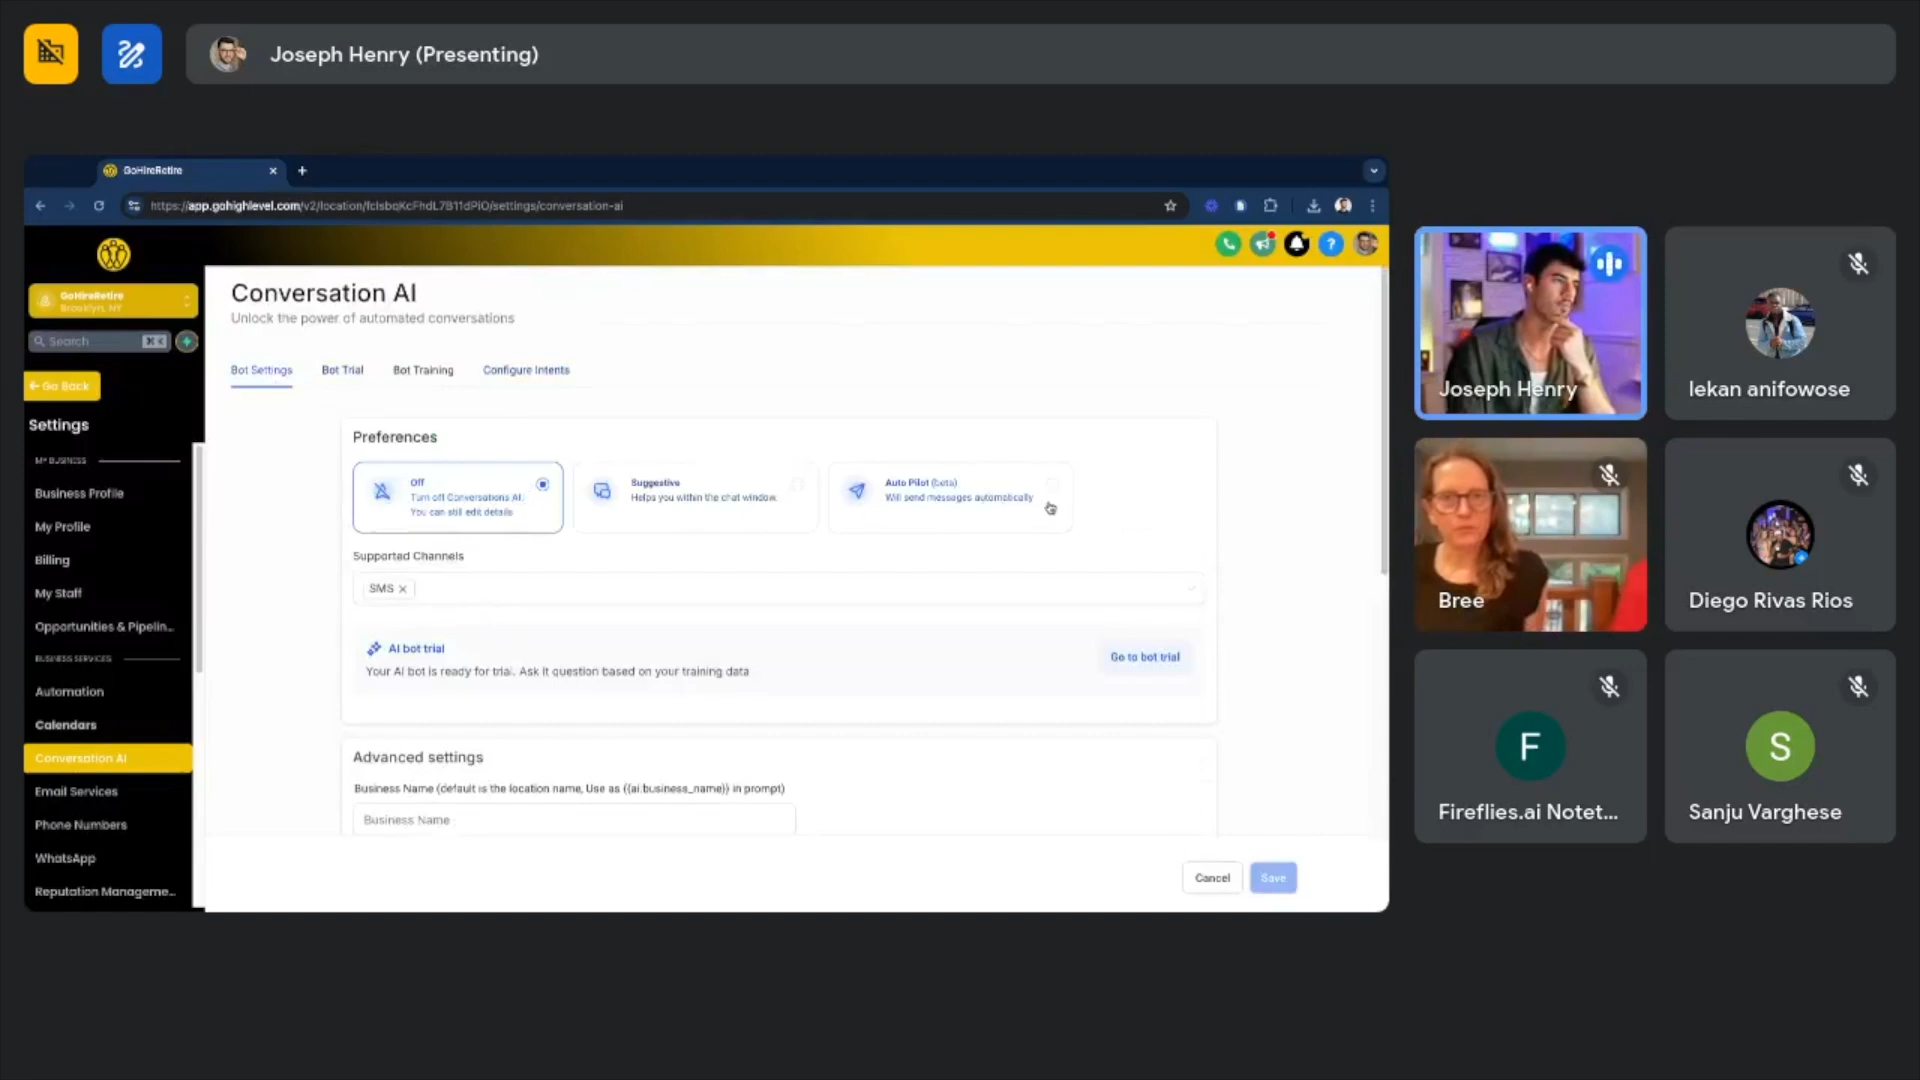 Joseph Henry (Presenting)
GoHireRetire
https://app.gohighlevel.com/v2/location/fclsbqKcFhdL7B11dPiO/settings/conversation-ai
GoHireRetire
Brooklyn, NY
Search
Go Back
Settings
MY BUSINESS
Business Profile
My Profile
Billing
My Staff
Opportunities & Pipelin...
BUSINESS SERVICES
Automation
Calendars
Conversation AI
Email Services
Phone Numbers
WhatsApp
Reputation Manageme...
Conversation AI
Unlock the power of automated conversations
Bot Settings Bot Trial Bot Training Configure Intents
Preferences
Off
Turn off Conversations AI.
You can still edit details
Suggestive
Helps you within the chat window.
Auto Pilot (beta)
Will send messages automatically
Supported Channels
SMS
AI bot trial
Your AI bot is ready for trial. Ask it question based on your training data
Go to bot trial
Advanced settings
Business Name (default is the location name, Use as {{ai.business_name}} in prompt)
Business Name
Cancel Save
Joseph Henry
lekan anifowose
Bree
Diego Rivas Rios
F
Fireflies.ai Notet...
S
Sanju Varghese